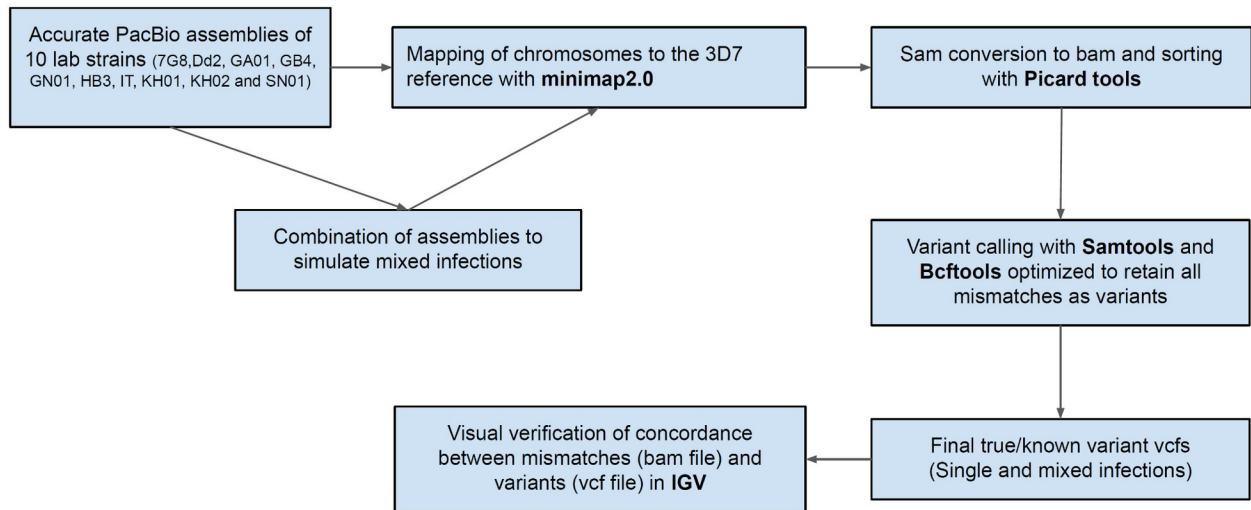 Accurate PacBio assemblies of
10 lab strains (7G8,Dd2, GA01, GB4,
GN01, HB3, IT, KH01, KH02 and SN01)
Mapping of chromosomes to the 3D7
reference with minimap2.0
Sam conversion to bam and sorting
with Picard tools
Combination of assemblies to
simulate mixed infections
Variant calling with Samtools and
Bcftools optimized to retain all
mismatches as variants
Final true/known variant vcfs
(Single and mixed infections)
Visual verification of concordance
between mismatches (bam file) and
variants (vcf file) in IGV